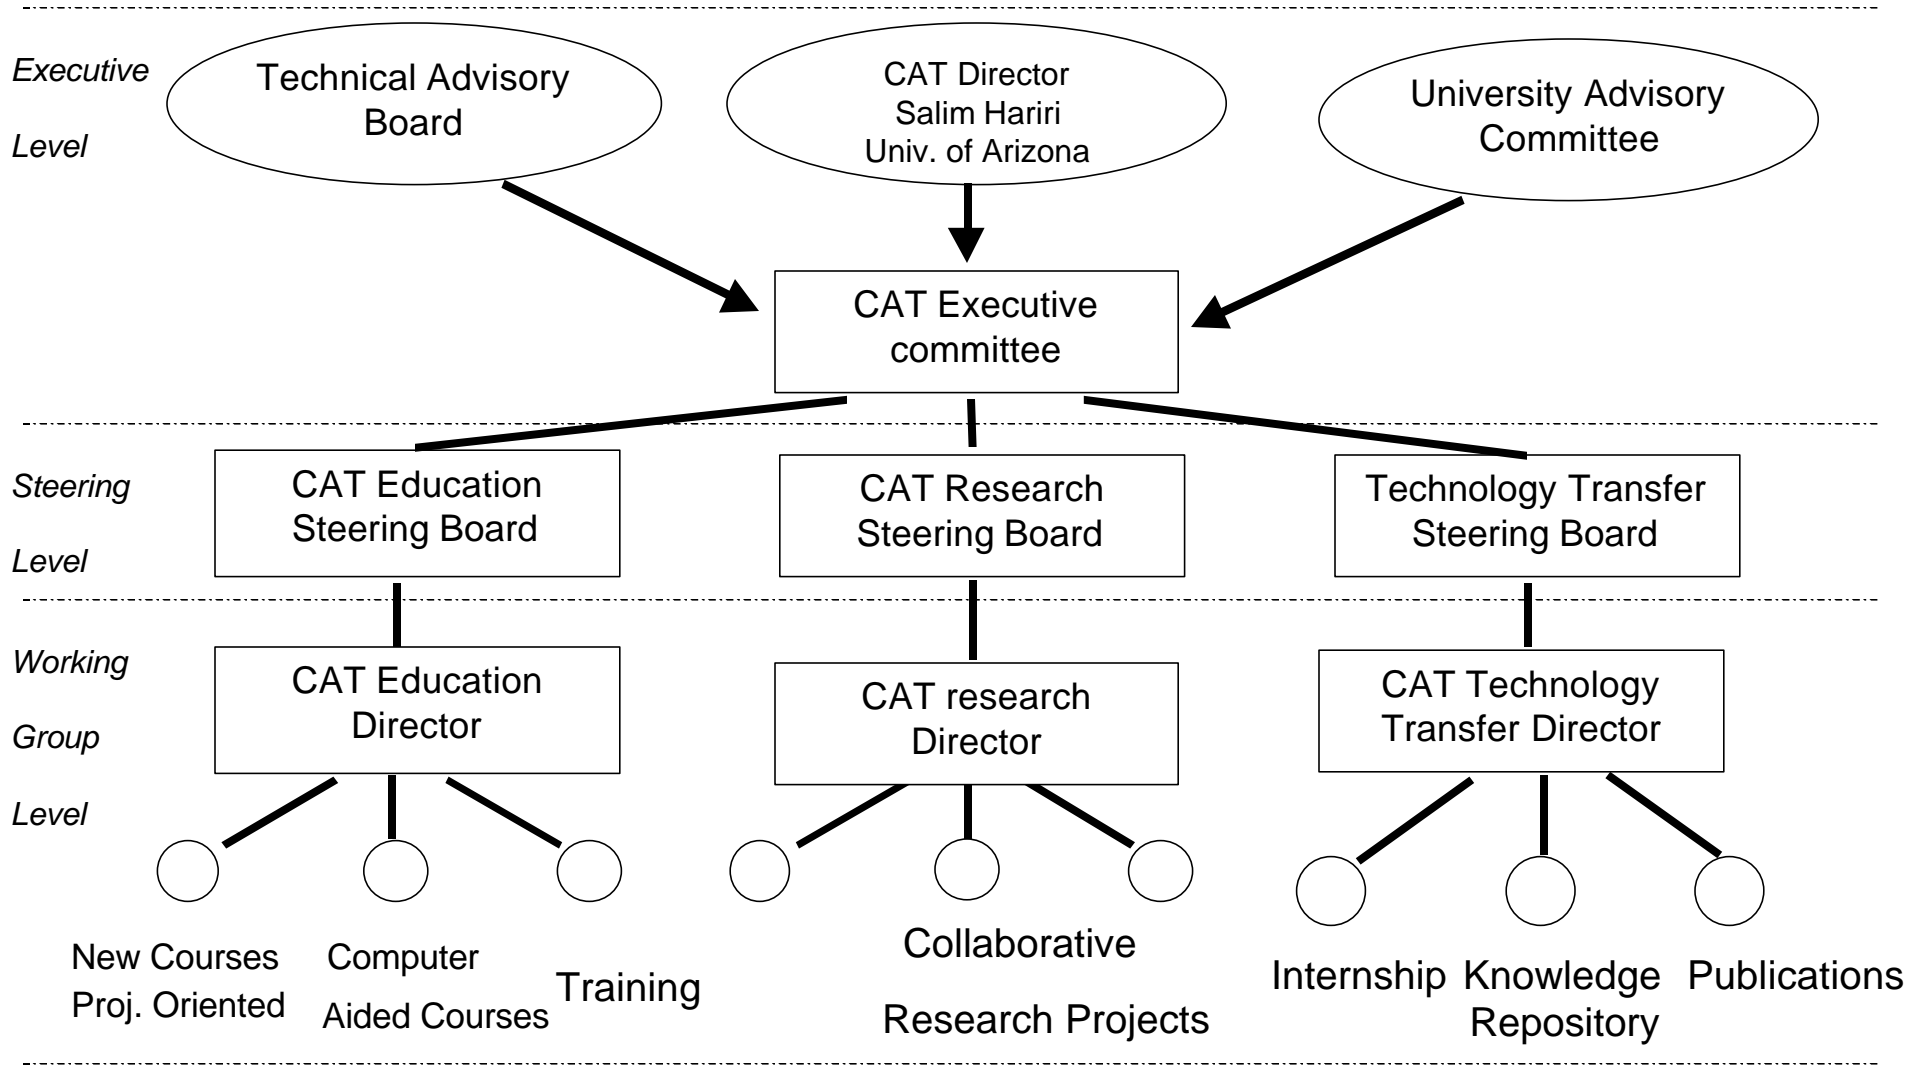 Executive
Level
Technical Advisory
Board
CAT Director
Salim Hariri
Univ. of Arizona
University Advisory
Committee
CAT Executive
committee
Steering
Level
CAT Education
Steering Board
CAT Research
Steering Board
Technology Transfer
Steering Board
Working
Group
Level
CAT Education
Director
CAT research
Director
CAT Technology
Transfer Director
New Courses
Proj. Oriented
Computer
Aided Courses
Training
Collaborative
Research Projects
Internship
Knowledge
Repository
Publications